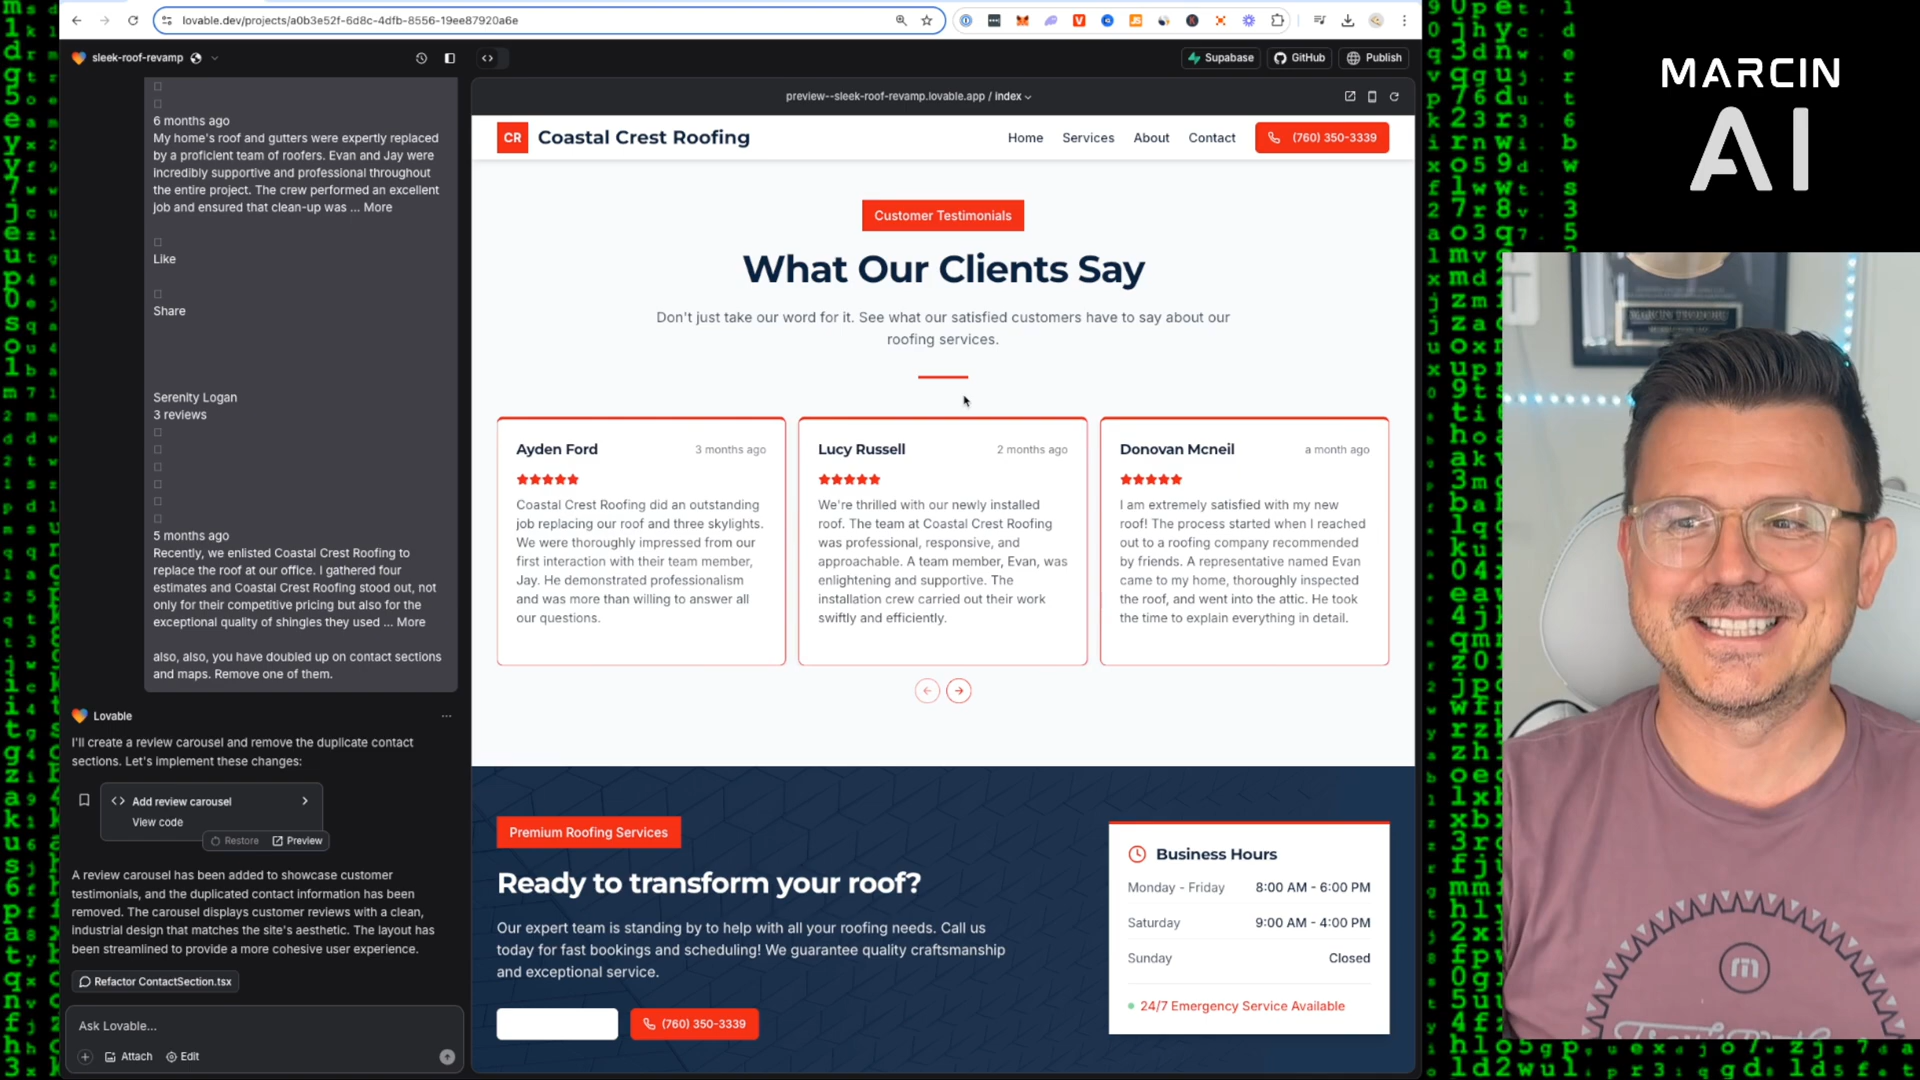 lovable.dev/projects/a0b3e52f-6d8c-4dfb-8556-19ee87920a6e
sleek-roof-revamp
Supabase
GitHub
Publish
preview--sleek-roof-revamp.lovable.app / index
6 months ago
My home's roof and gutters were expertly replaced
by a proficient team of roofers. Evan and Jay were
incredibly supportive and professional throughout
the entire project. The crew performed an excellent
job and ensured that clean-up was ... More
Like
Share
Serenity Logan
3 reviews
5 months ago
Recently, we enlisted Coastal Crest Roofing to
replace the roof at our office. I gathered four
estimates and Coastal Crest Roofing stood out, not
only for their competitive pricing but also for the
exceptional quality of shingles they used ... More
also, also, you have doubled up on contact sections
and maps. Remove one of them.
Lovable
I'll create a review carousel and remove the duplicate contact
sections. Let's implement these changes:
Add review carousel
View code
Restore
Preview
A review carousel has been added to showcase customer
testimonials, and the duplicated contact information has been
removed. The carousel displays customer reviews with a clean,
industrial design that matches the site's aesthetic. The layout has
been streamlined to provide a more cohesive user experience.
Refactor ContactSection.tsx
Ask Lovable...
Attach
Edit
CR
Coastal Crest Roofing
Home
Services
About
Contact
(760) 350-3339
Customer Testimonials
What Our Clients Say
Don't just take our word for it. See what our satisfied customers have to say about our
roofing services.
Ayden Ford
3 months ago
Coastal Crest Roofing did an outstanding
job replacing our roof and three skylights.
We were thoroughly impressed from our
first interaction with their team member,
Jay. He demonstrated professionalism
and was more than willing to answer all
our questions.
Lucy Russell
2 months ago
We're thrilled with our newly installed
roof. The team at Coastal Crest Roofing
was professional, responsive, and
approachable. A team member, Evan, was
enlightening and supportive. The
installation crew carried out their work
swiftly and efficiently.
Donovan Mcneil
a month ago
I am extremely satisfied with my new
roof! The process started when I reached
out to a roofing company recommended
by friends. A representative named Evan
came to my home, thoroughly inspected
the roof, and went into the attic. He took
the time to explain everything in detail.
Premium Roofing Services
Ready to transform your roof?
Our expert team is standing by to help with all your roofing needs. Call us
today for fast bookings and scheduling! We guarantee quality craftsmanship
and exceptional service.
(760) 350-3339
Business Hours
Monday - Friday 8:00 AM - 6:00 PM
Saturday 9:00 AM - 4:00 PM
Sunday Closed
24/7 Emergency Service Available
MARCIN
AI